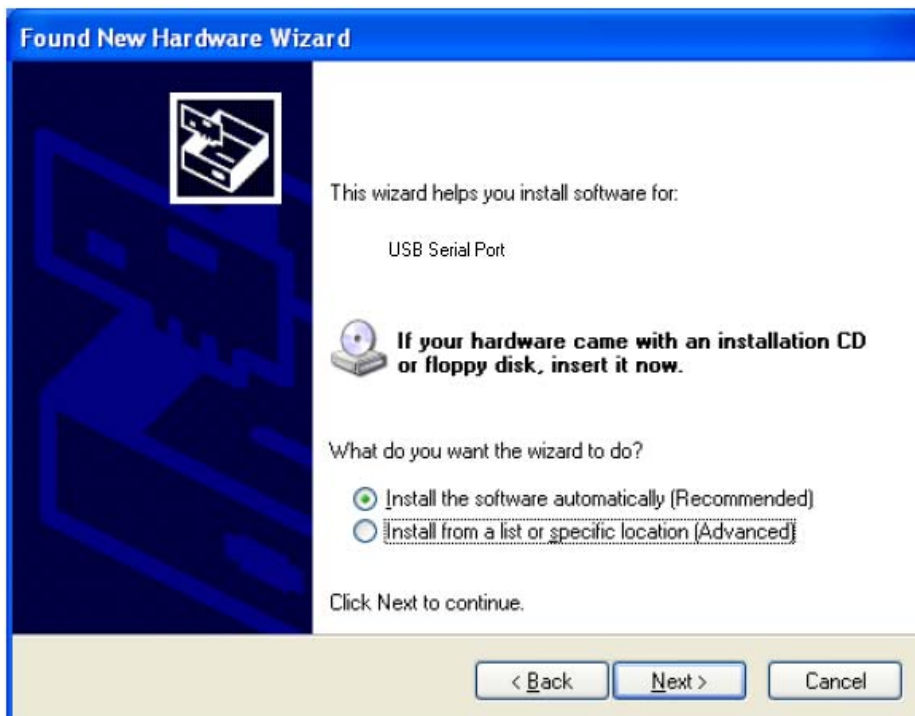 Found New Hardware Wizard
This wizard helps you install software for:
USB Serial Port
If your hardware came with an installation CD
or floppy disk, insert it now.
What do you want the wizard to do?
Install the software automatically (Recommended)
Install from a list or specific location (Advanced)
Click Next to continue.
< Back Next > Cancel